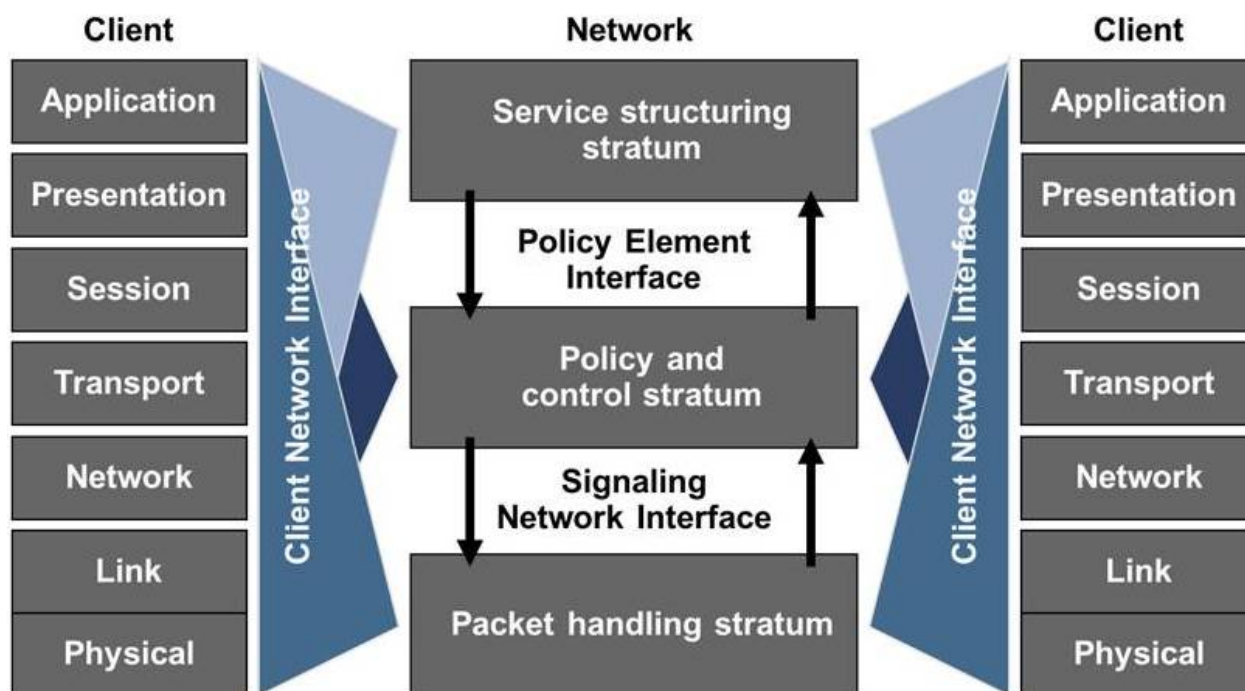 Client
Application
Presentation
Session
Transport
Network
Link
Physical
Client Network Interface
Network
Service structuring
stratum
Policy Element
Interface
Policy and
control stratum
Signaling
Network Interface
Packet handling stratum
Client Network Interface
Client
Application
Presentation
Session
Transport
Network
Link
Physical